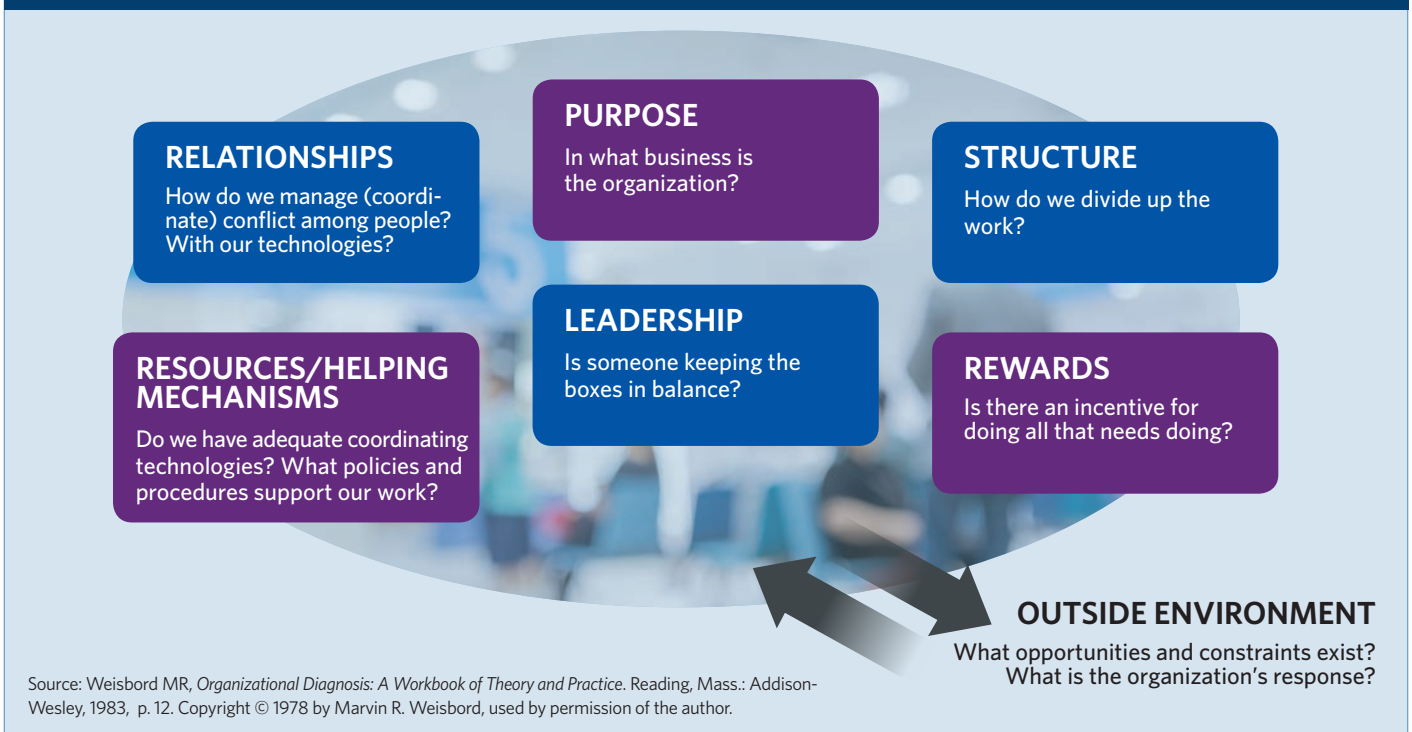 PURPOSE
In what business is
the organization?
RELATIONSHIPS
How do we manage (coordi-
nate) conflict among people?
With our technologies?
STRUCTURE
How do we divide up the
work?
LEADERSHIP
Is someone keeping the
boxes in balance?
RESOURCES/HELPING
MECHANISMS
Do we have adequate coordinating
technologies? What policies and
procedures support our work?
REWARDS
Is there an incentive for
doing all that needs doing?
OUTSIDE ENVIRONMENT
What opportunities and constraints exist?
What is the organization’s response?
Source: Weisbord MR, Organizational Diagnosis: A Workbook of Theory and Practice. Reading, Mass.: Addison-
Wesley, 1983, p. 12. Copyright © 1978 by Marvin R. Weisbord, used by permission of the author.